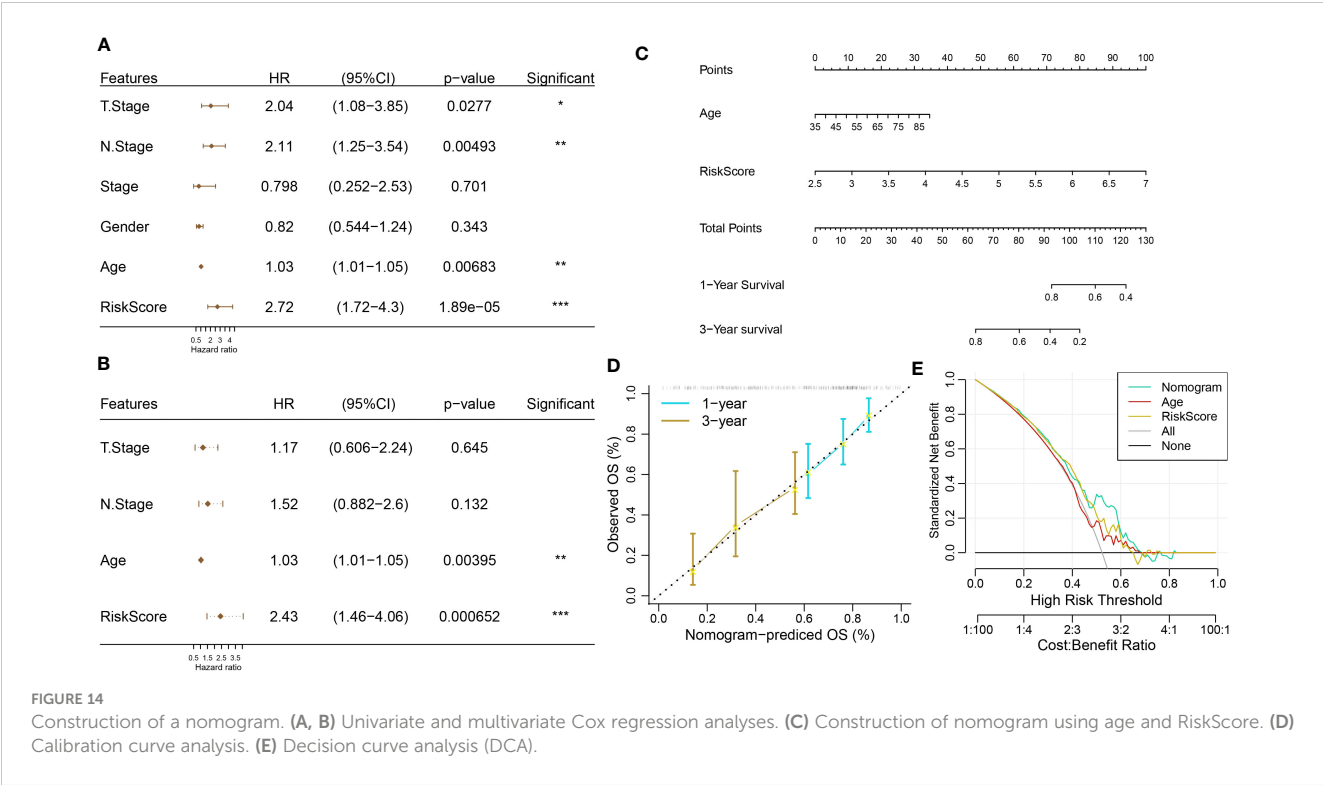 A
Features HR (95%CI) p−value Significant
T.Stage 2.04 (1.08−3.85) 0.0277 *
N.Stage 2.11 (1.25−3.54) 0.00493 **
Stage 0.798 (0.252−2.53) 0.701
Gender 0.82 (0.544−1.24) 0.343
Age 1.03 (1.01−1.05) 0.00683 **
RiskScore 2.72 (1.72−4.3) 1.89e−05 ***
0.5 2 3 4
Hazard ratio
B
Features HR (95%CI) p−value Significant
T.Stage 1.17 (0.606−2.24) 0.645
N.Stage 1.52 (0.882−2.6) 0.132
Age 1.03 (1.01−1.05) 0.00395 **
RiskScore 2.43 (1.46−4.06) 0.000652 ***
0.5 1.5 2.5 3.5
Hazard ratio
C
Points 0 10 20 30 40 50 60 70 80 90 100
Age
35 45 55 65 75 85
RiskScore
2.5 3 3.5 4 4.5 5 5.5 6 6.5 7
Total Points
0 10 20 30 40 50 60 70 80 90 100 110 120 130
1−Year Survival
0.8 0.6 0.4
3−Year survival
0.8 0.6 0.4 0.2
D
1−year
3−year
Observed OS (%)
0.0 0.2 0.4 0.6 0.8 1.0
0.0 0.2 0.4 0.6 0.8 1.0
Nomogram−prediced OS (%)
E
Nomogram
Age
RiskScore
All
None
Standardized Net Benefit
0.0 0.2 0.4 0.6 0.8 1.0
0.0 0.2 0.4 0.6 0.8 1.0
High Risk Threshold
1:100 1:4 2:3 3:2 4:1 100:1
Cost:Benefit Ratio
FIGURE 14
Construction of a nomogram. (A, B) Univariate and multivariate Cox regression analyses. (C) Construction of nomogram using age and RiskScore. (D)
Calibration curve analysis. (E) Decision curve analysis (DCA).